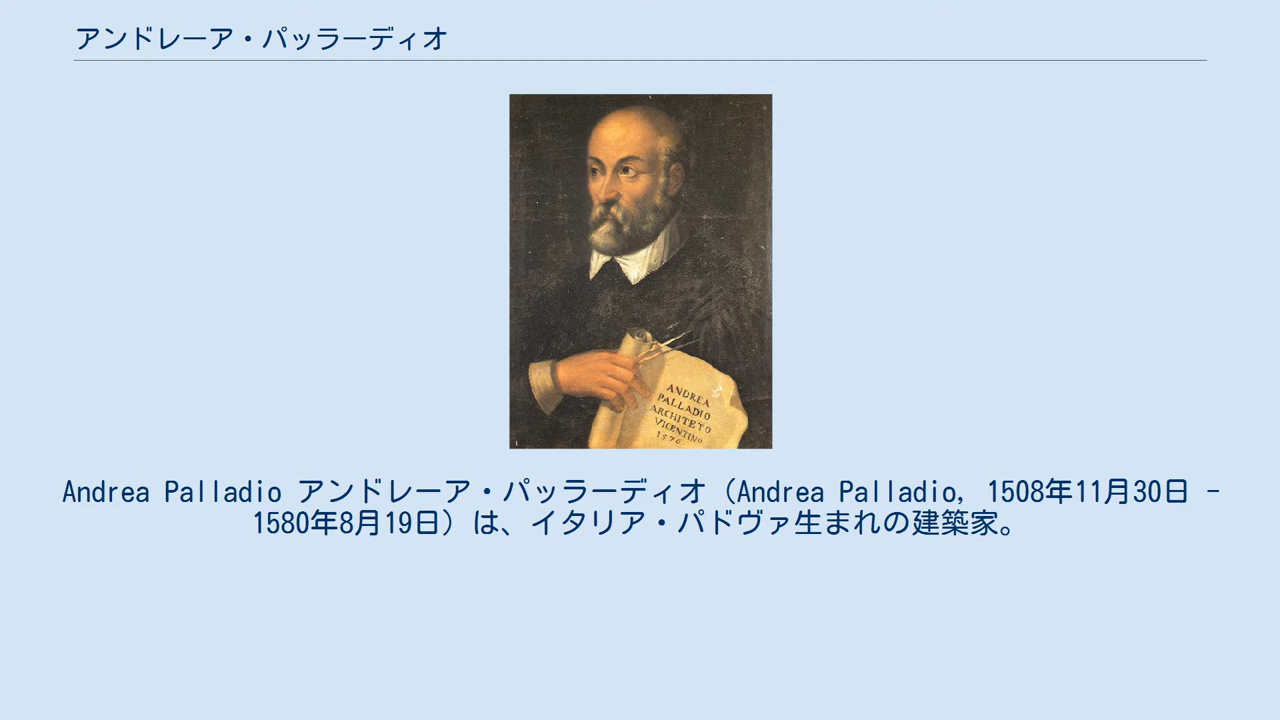 アンドレーア・パッラーディオ
ANDREA
PALLADIO
ARCHITETO
VICENTINO
1576
Andrea Palladio アンドレーア・パッラーディオ（Andrea Palladio, 1508年11月30日 -
1580年8月19日）は、イタリア・パドヴァ生まれの建築家。